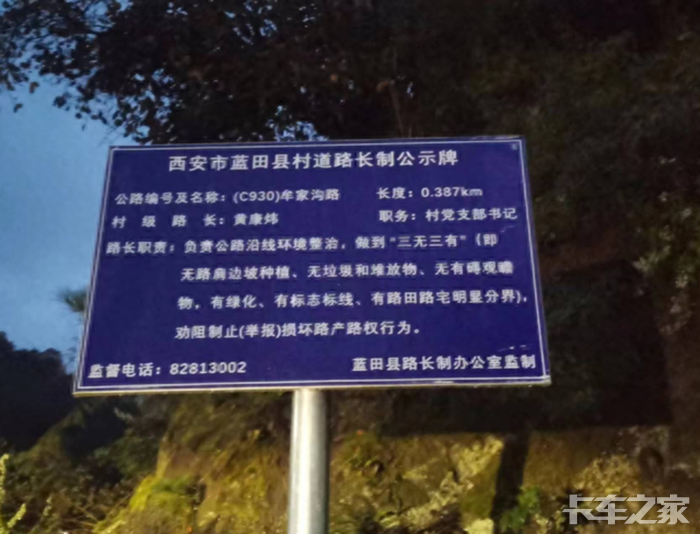 西安市蓝田县村道路长制公示牌
公路编号及名称：(C930)牟家沟路 长度：0.387km
村级路长：黄康炜 职务：村党支部书记
路长职责：负责公路沿线环境整治，做到“三无三有”（即
无路肩边坡种植、无垃圾和堆放物、无有碍观瞻
物，有绿化、有标志标线、有路田路宅明显分界)，
劝阻制止(举报)损坏路产路权行为。
监督电话：82813002 蓝田县路长制办公室监制
卡车之家